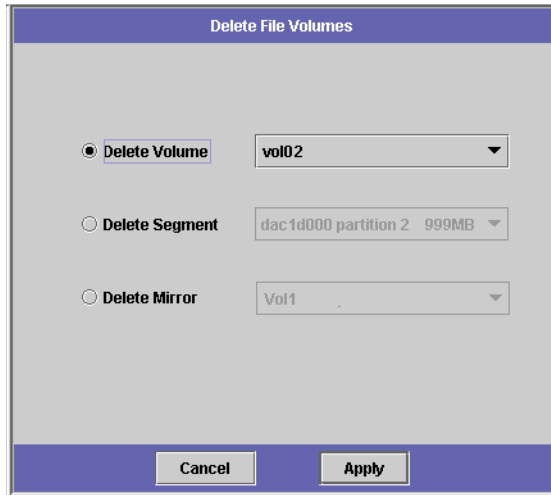 Delete File Volumes
Delete Volume vol02
Delete Segment dac1d000 partition 2 999MB
Delete Mirror Vol1
Cancel Apply